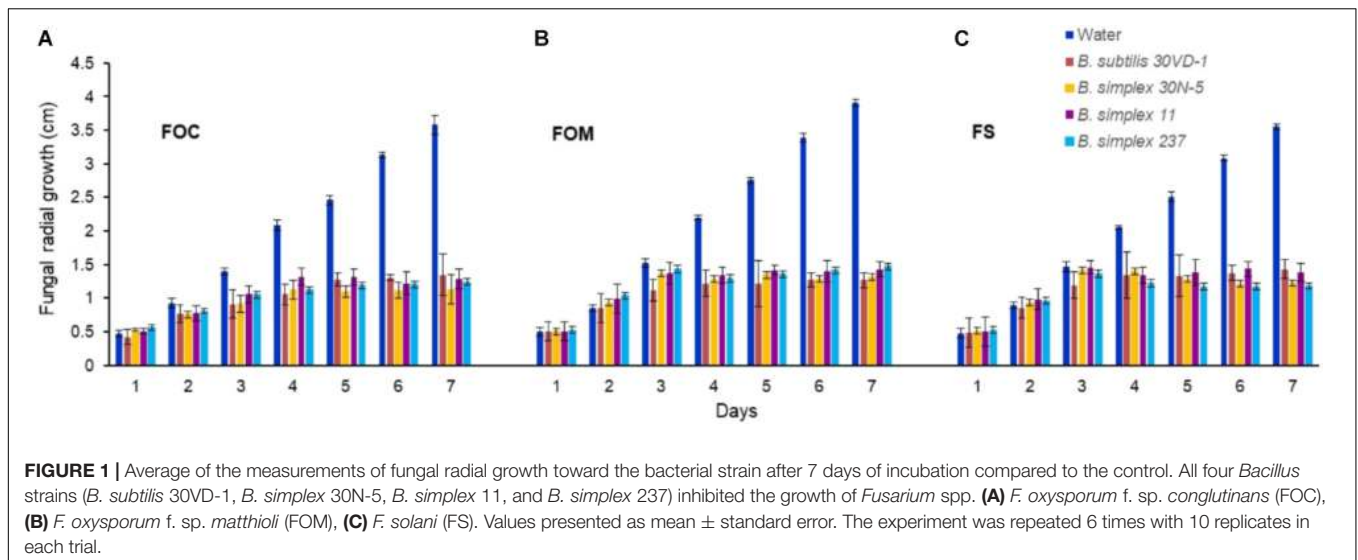 A
B
C
Water
B. subtilis 30VD-1
B. simplex 30N-5
B. simplex 11
B. simplex 237
FOC
FOM
FS
Fungal radial growth (cm)
4.5
4
3.5
3
2.5
2
1.5
1
0.5
0
1 2 3 4 5 6 7
1 2 3 4 5 6 7
1 2 3 4 5 6 7
Days
FIGURE 1 | Average of the measurements of fungal radial growth toward the bacterial strain after 7 days of incubation compared to the control. All four Bacillus
strains (B. subtilis 30VD-1, B. simplex 30N-5, B. simplex 11, and B. simplex 237) inhibited the growth of Fusarium spp. (A) F. oxysporum f. sp. conglutinans (FOC),
(B) F. oxysporum f. sp. matthioli (FOM), (C) F. solani (FS). Values presented as mean ± standard error. The experiment was repeated 6 times with 10 replicates in
each trial.